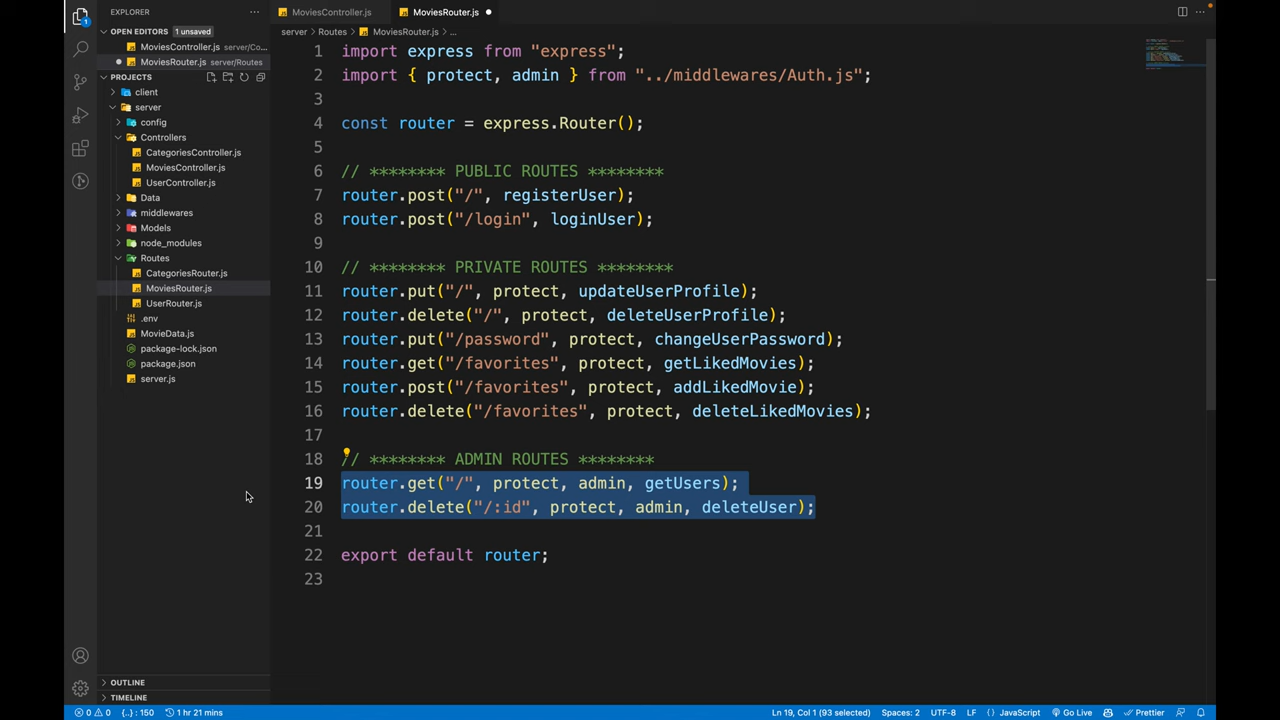 EXPLORER
OPEN EDITORS 1 unsaved
MoviesController.js server/Co...
MoviesRouter.js server/Routes
PROJECTS
client
server
config
Controllers
CategoriesController.js
MoviesController.js
UserController.js
Data
middlewares
Models
node_modules
Routes
CategoriesRouter.js
MoviesRouter.js
UserRouter.js
.env
MovieData.js
package-lock.json
package.json
server.js
OUTLINE
TIMELINE
MoviesController.js
MoviesRouter.js
server > Routes > MoviesRouter.js > ...
1 import express from "express";
2 import { protect, admin } from "../middlewares/Auth.js";
3
4 const router = express.Router();
5
6 // ******** PUBLIC ROUTES ********
7 router.post("/", registerUser);
8 router.post("/login", loginUser);
9
10 // ******** PRIVATE ROUTES ********
11 router.put("/", protect, updateUserProfile);
12 router.delete("/", protect, deleteUserProfile);
13 router.put("/password", protect, changeUserPassword);
14 router.get("/favorites", protect, getLikedMovies);
15 router.post("/favorites", protect, addLikedMovie);
16 router.delete("/favorites", protect, deleteLikedMovies);
17
18 // ******** ADMIN ROUTES ********
19 router.get("/", protect, admin, getUsers);
20 router.delete("/:id", protect, admin, deleteUser);
21
22 export default router;
23
0 0 {..} : 150 1 hr 21 mins Ln 19, Col 1 (93 selected) Spaces: 2 UTF-8 LF {} JavaScript Go Live Prettier